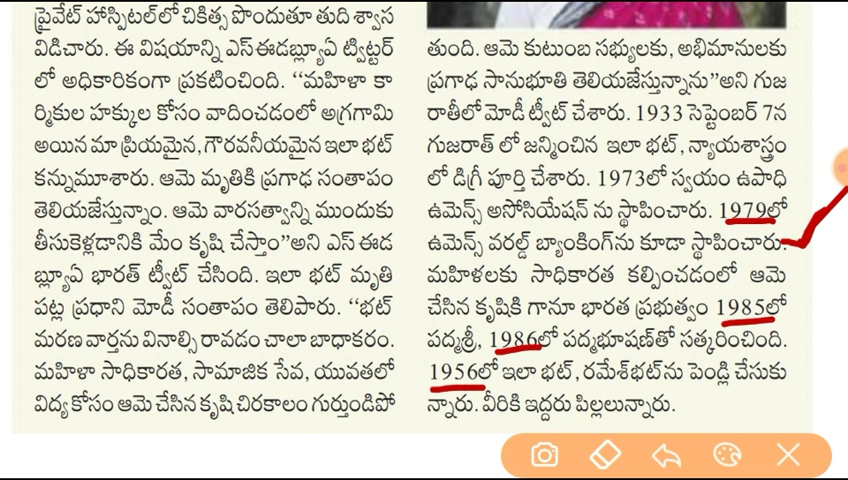 ప్రైవేట్ హాస్పిటల్‌లో చికిత్స పొందుతూ తుది శ్వాస
విడిచారు. ఈ విషయాన్ని ఎస్ఈడబ్ల్యూఏ ట్విట్టర్
లో అధికారికంగా ప్రకటించింది. ‘‘మహిళా కా
ర్మికుల హక్కుల కోసం వాదించడంలో అగ్రగామి
అయిన మా ప్రియమైన, గౌరవనీయమైన ఇలా భట్
కన్నుమూశారు. ఆమె మృతికి ప్రగాఢ సంతాపం
తెలియజేస్తున్నాం. ఆమె వారసత్వాన్ని ముందుకు
తీసుకెళ్లడానికి మేం కృషి చేస్తాం”అని ఎస్ ఈడ
బ్ల్యూఏ భారత్ ట్వీట్ చేసింది. ఇలా భట్ మృతి
పట్ల ప్రధాని మోడీ సంతాపం తెలిపారు. ‘‘భట్
మరణ వార్తను వినాల్సి రావడం చాలా బాధాకరం.
మహిళా సాధికారత, సామాజిక సేవ, యువతలో
విద్య కోసం ఆమె చేసిన కృషి చిరకాలం గుర్తుండిపో
తుంది. ఆమె కుటుంబ సభ్యులకు, అభిమానులకు
ప్రగాఢ సానుభూతి తెలియజేస్తున్నాను”అని గుజ
రాతీలో మోడీ ట్వీట్ చేశారు. 1933 సెప్టెంబర్ 7న
గుజరాత్ లో జన్మించిన ఇలా భట్, న్యాయశాస్త్రం
లో డిగ్రీ పూర్తి చేశారు. 1973లో స్వయం ఉపాధి
ఉమెన్స్ అసోసియేషన్ ను స్థాపించారు. 1979లో
ఉమెన్స్ వరల్డ్ బ్యాంకింగ్‌ను కూడా స్థాపించారు.
మహిళలకు సాధికారత కల్పించడంలో ఆమె
చేసిన కృషికి గానూ భారత ప్రభుత్వం 1985లో
పద్మశ్రీ, 1986లో పద్మభూషణ్‌తో సత్కరించింది.
1956లో ఇలా భట్, రమేశ్‌భట్‌ను పెండ్లి చేసుకు
న్నారు. వీరికి ఇద్దరు పిల్లలున్నారు.